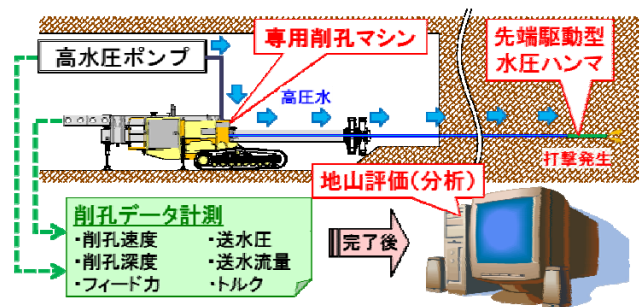 高水圧ポンプ
専用削孔マシン
先端駆動型
水圧ハンマ
高圧水
打撃発生
地山評価(分析)
削孔データ計測
・削孔速度
・送水圧
・削孔深度
・送水流量
・フィード力
・トルク
完了後